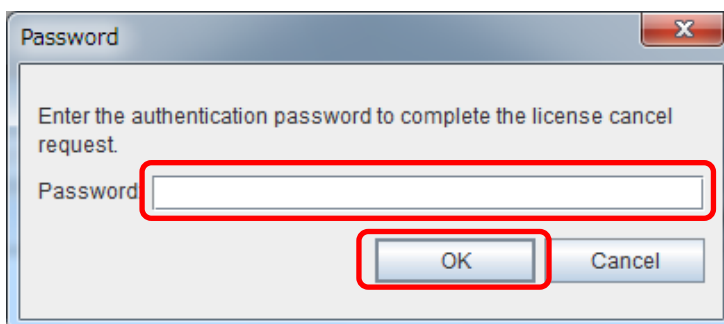 Password
Enter the authentication password to complete the license cancel
request.
Password:
OK Cancel